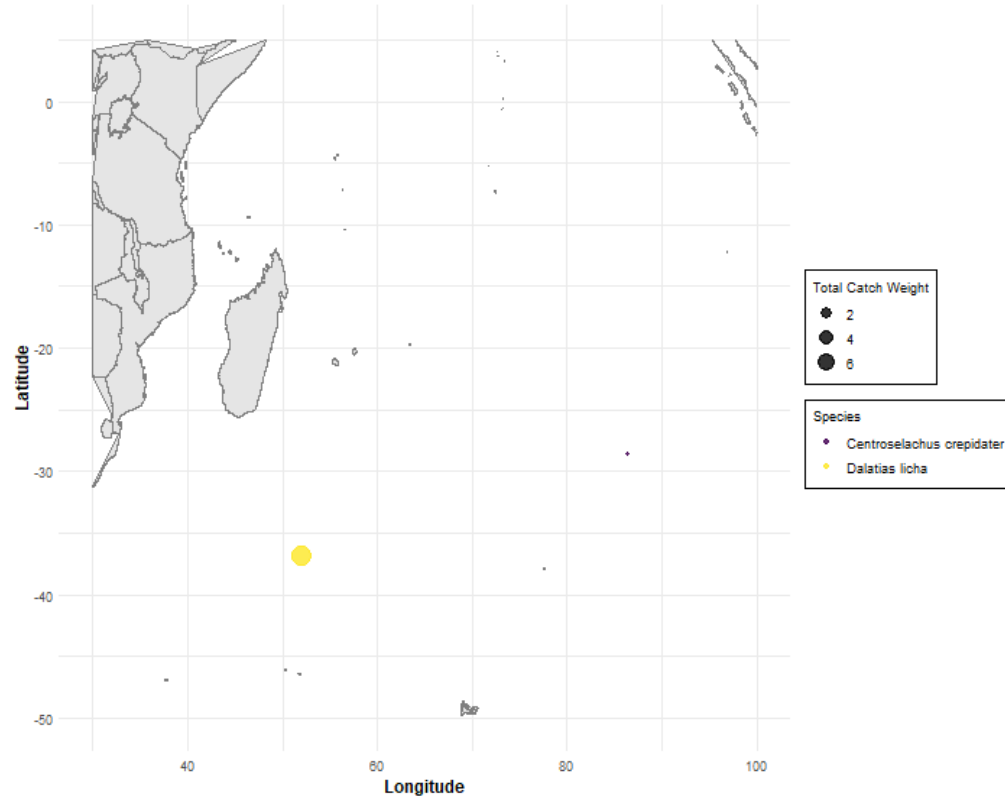 0
-10
-20
-30
-40
-50
Latitude
40
60
80
100
Longitude
Total Catch Weight
2
4
6
Species
Centroselachus crepidater
Dalatias licha